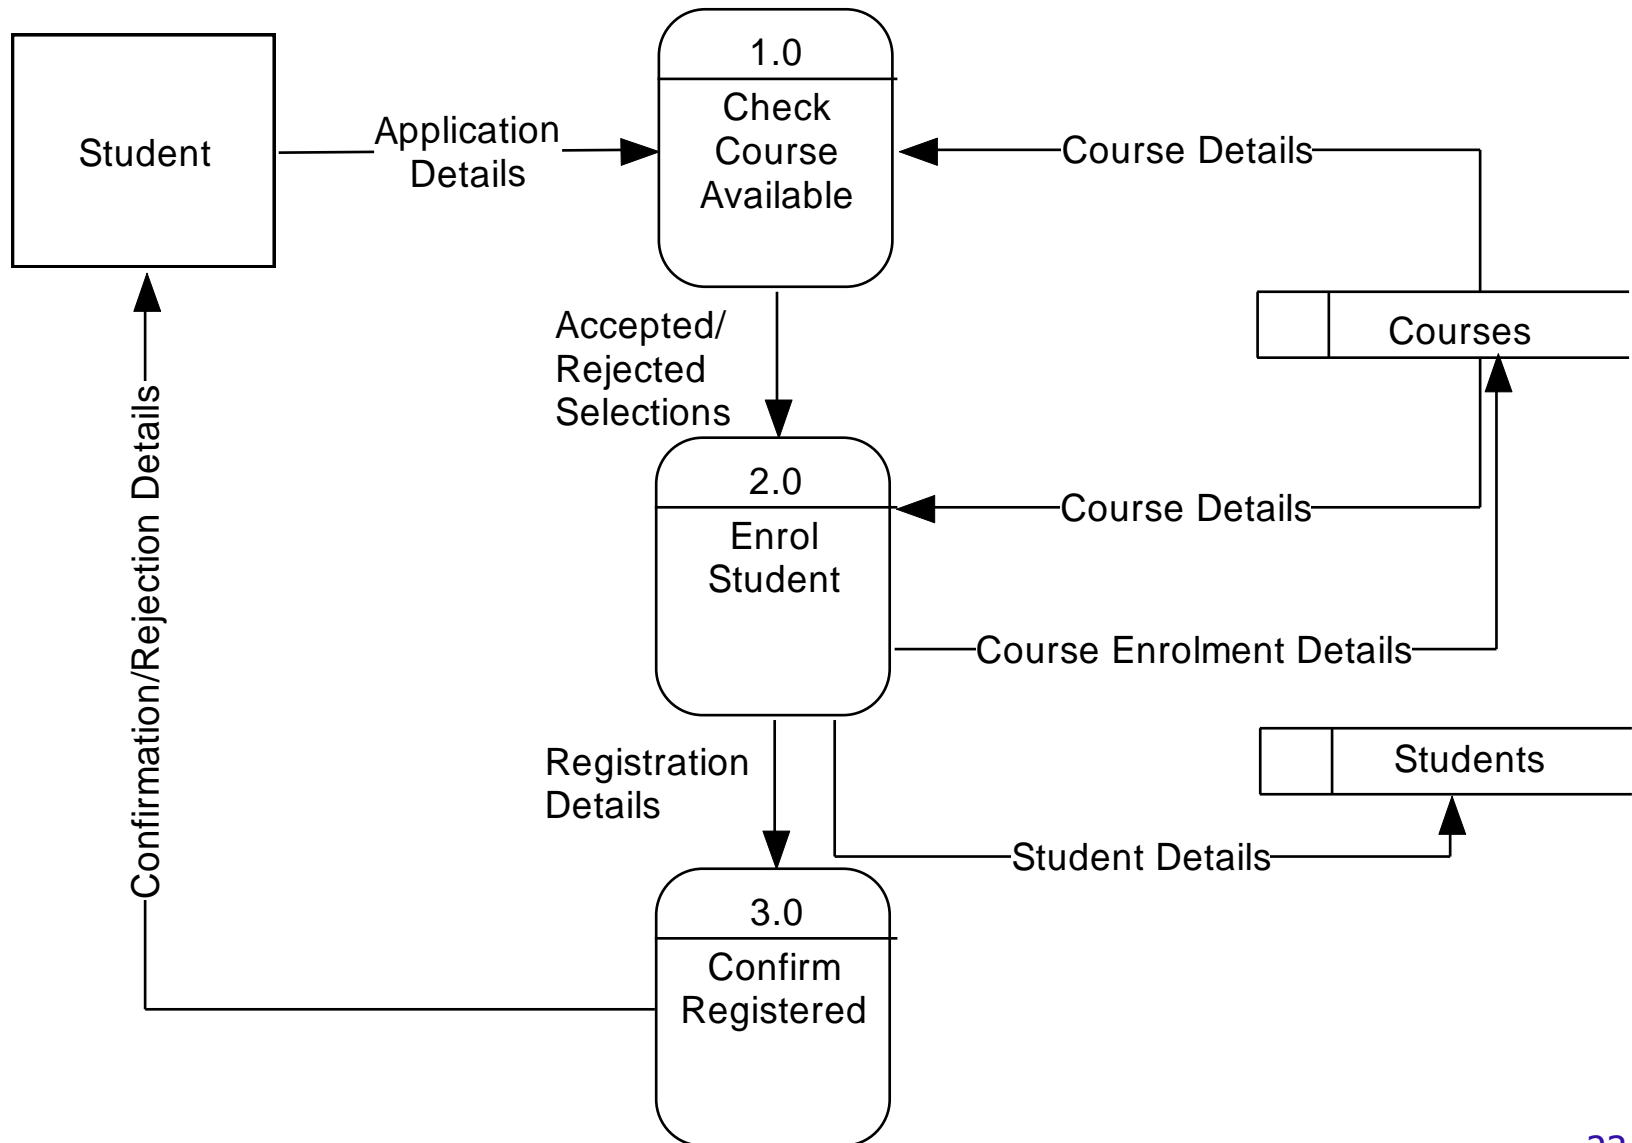 1.0
Check
Course
Available
Student
Application
Details
Course Details
Accepted/
Rejected
Selections
Courses
Confirmation/Rejection Details
2.0
Enrol
Student
Course Details
Course Enrolment Details
Registration
Details
Students
Student Details
3.0
Confirm
Registered